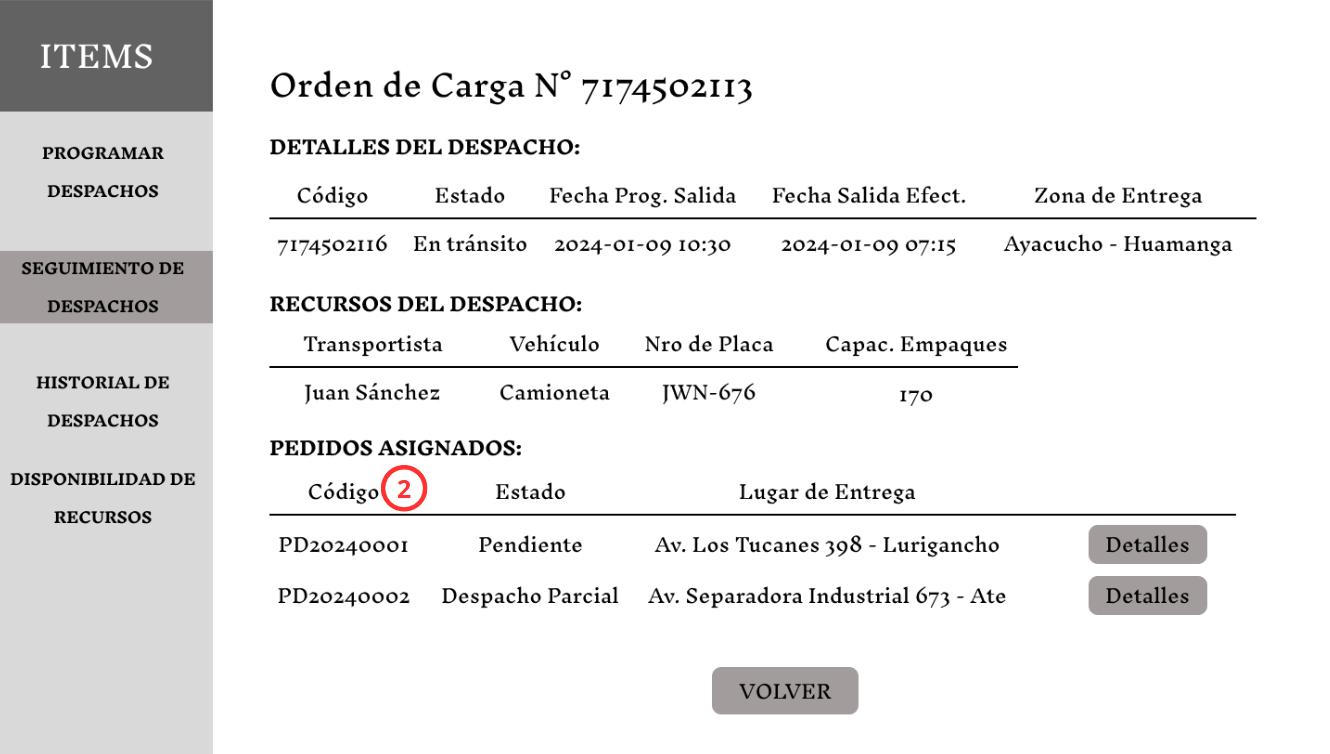 ITEMS
PROGRAMAR
DESPACHOS
SEGUIMIENTO DE
DESPACHOS
HISTORIAL DE
DESPACHOS
DISPONIBILIDAD DE
RECURSOS
Orden de Carga N° 7174502113
DETALLES DEL DESPACHO:
Código Estado Fecha Prog. Salida Fecha Salida Efect. Zona de Entrega
7174502116 En tránsito 2024-01-09 10:30 2024-01-09 07:15 Ayacucho - Huamanga
RECURSOS DEL DESPACHO:
Transportista Vehículo Nro de Placa Capac. Empaques
Juan Sánchez Camioneta JWN-676 170
PEDIDOS ASIGNADOS:
Código 2 Estado Lugar de Entrega
PD20240001 Pendiente Av. Los Tucanes 398 - Lurigancho Detalles
PD20240002 Despacho Parcial Av. Separadora Industrial 673 - Ate Detalles
VOLVER